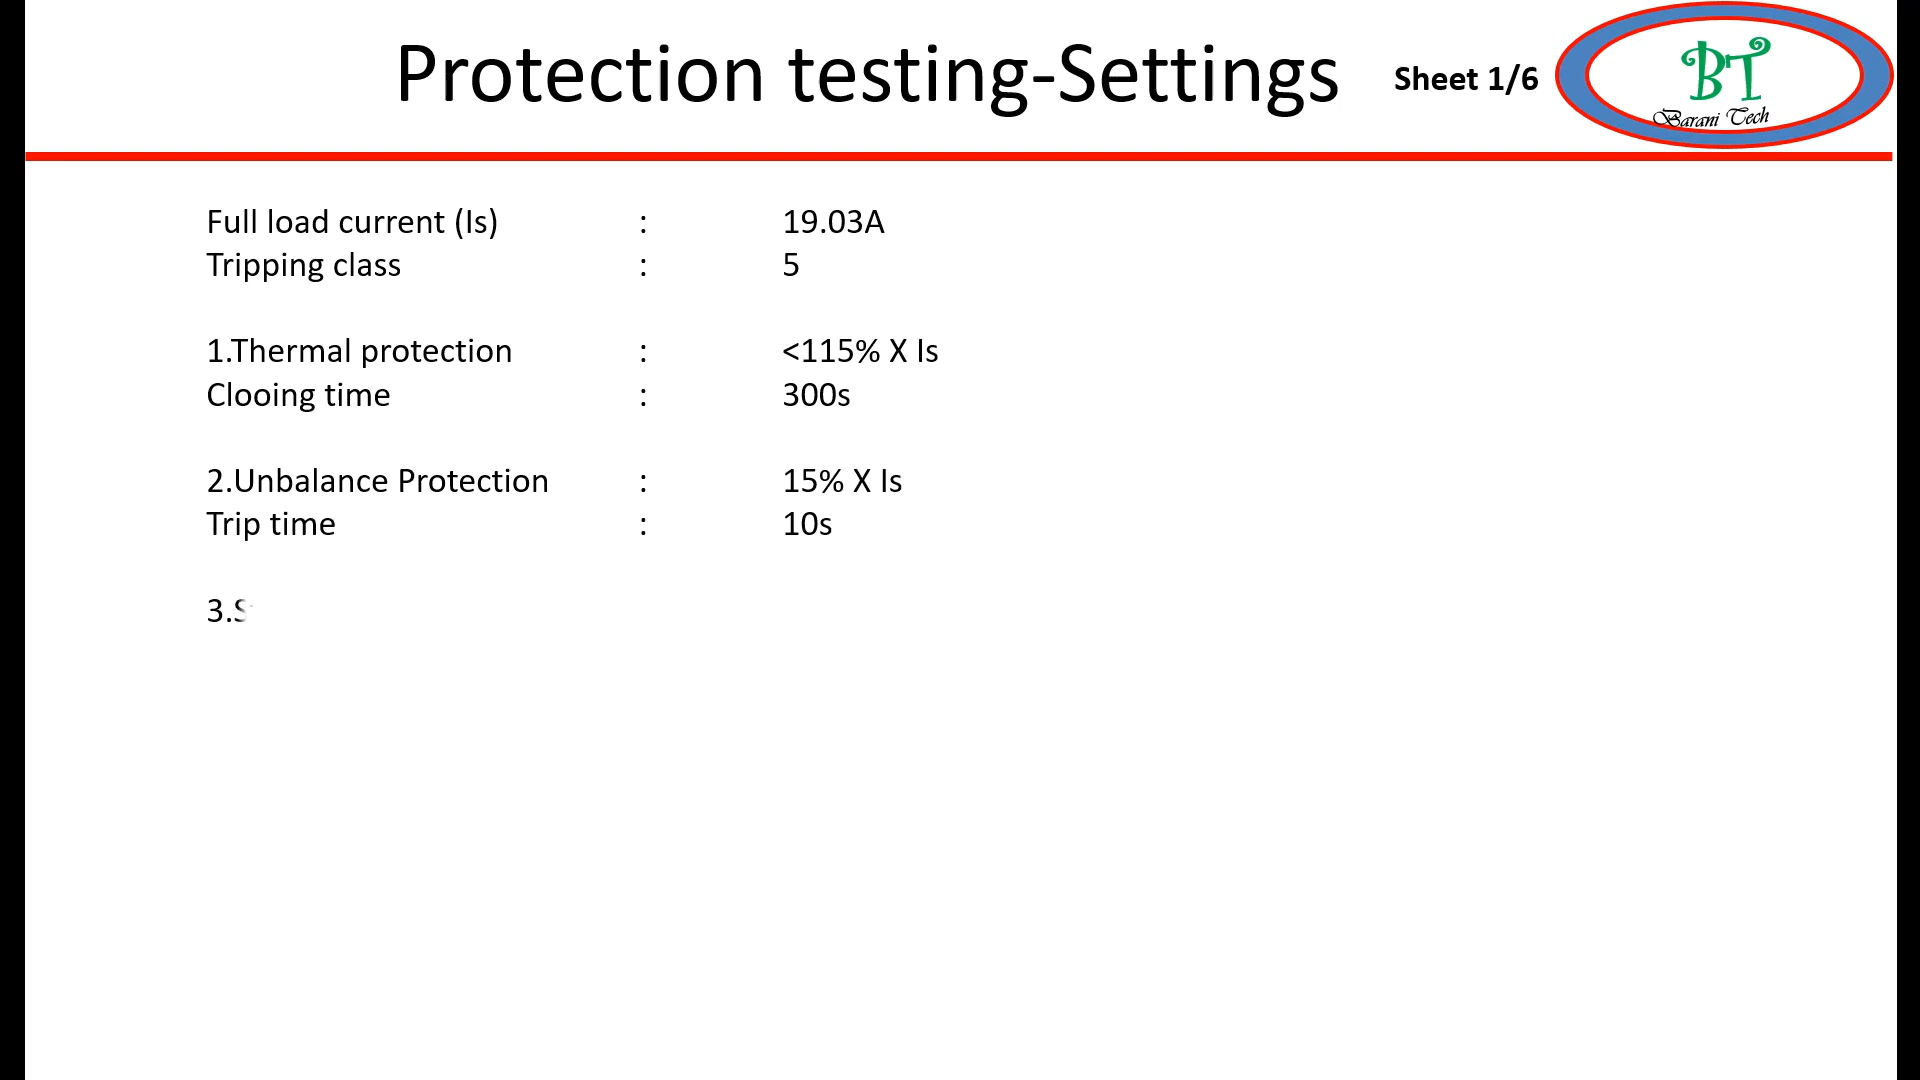 Protection testing-Settings
Sheet 1/6
BT
Barani Tech
Full load current (Is) : 19.03A
Tripping class : 5
1.Thermal protection : <115% X Is
Clooing time : 300s
2.Unbalance Protection : 15% X Is
Trip time : 10s
3.S